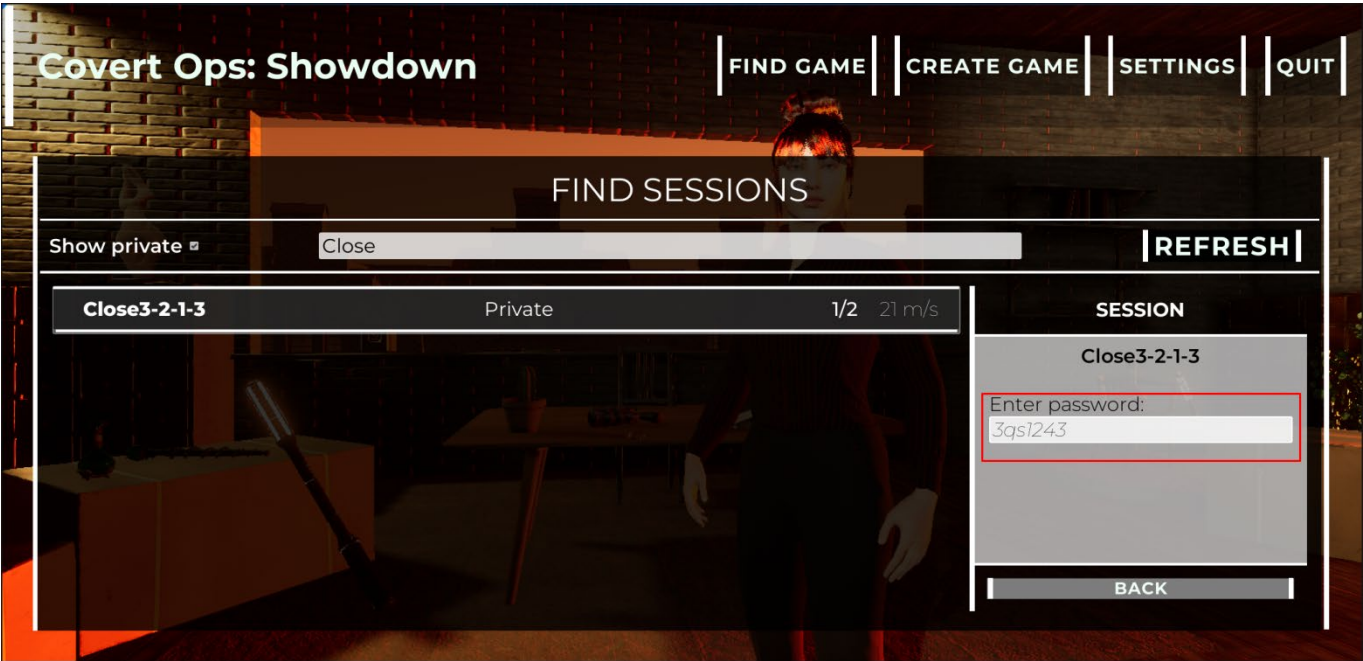 Covert Ops: Showdown
FIND GAME
CREATE GAME
SETTINGS
QUIT
FIND SESSIONS
Show private
Close
REFRESH
Close3-2-1-3 Private 1/2 21 m/s
SESSION
Close3-2-1-3
Enter password:
3qs1243
BACK